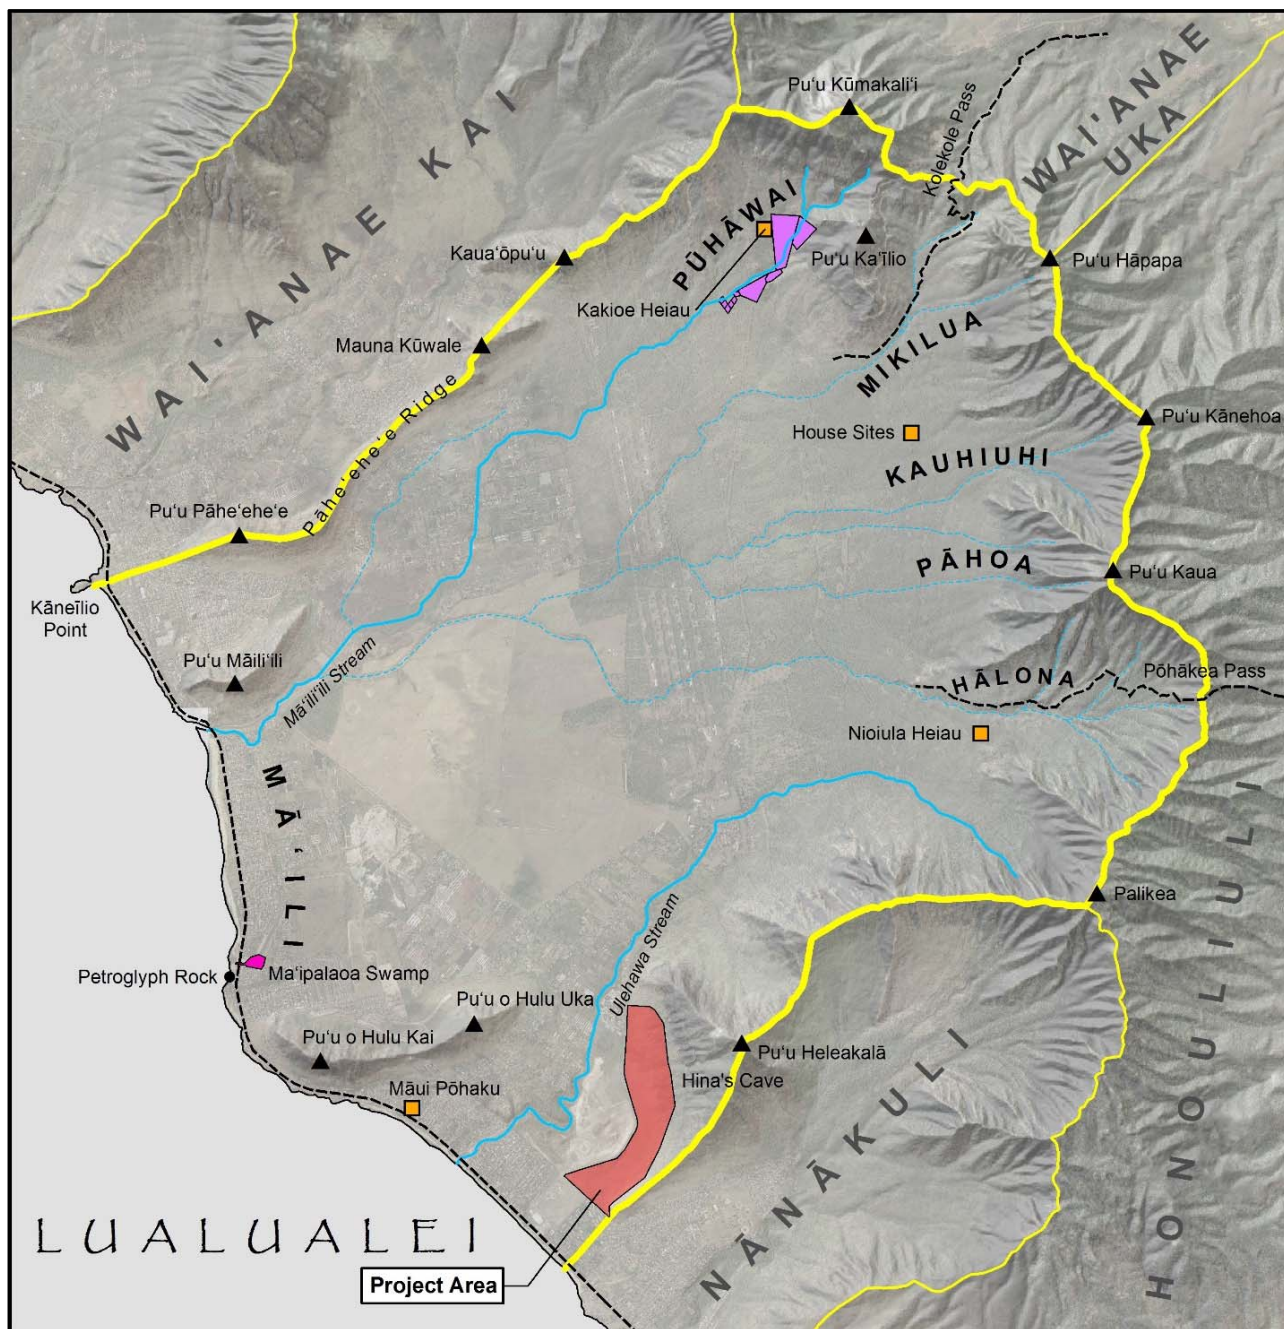 Pu‘u Kūmakali‘i
Kolekole Pass
WAI'ANAE
UKA
WAI'ANAE KAI
PŪHĀWAI
Kaua‘ōpu‘u
Pu‘u Ka‘īlio
Pu‘u Hāpapa
Kakioe Heiau
Mauna Kūwale
MIKILUA
Pāhe‘ehe‘e Ridge
Pu‘u Kānehoa
House Sites
KAUHIUHI
Pu‘u Pāhe‘ehe‘e
PĀHOA
Pu‘u Kaua
Kāneīlio
Point
Pu‘u Māili‘ili
Mā‘ili‘ili Stream
HĀLONA
Pōhākea Pass
Nioiula Heiau
MĀ‘ILI
Palikea
Ulehawa Stream
HONOULIULI
Petroglyph Rock
Ma‘ipalaoa Swamp
Pu‘u o Hulu Uka
Pu‘u o Hulu Kai
Pu‘u Heleakalā
Hina's Cave
Māui Pōhaku
NĀNĀKULI
LUALUALEI
Project Area